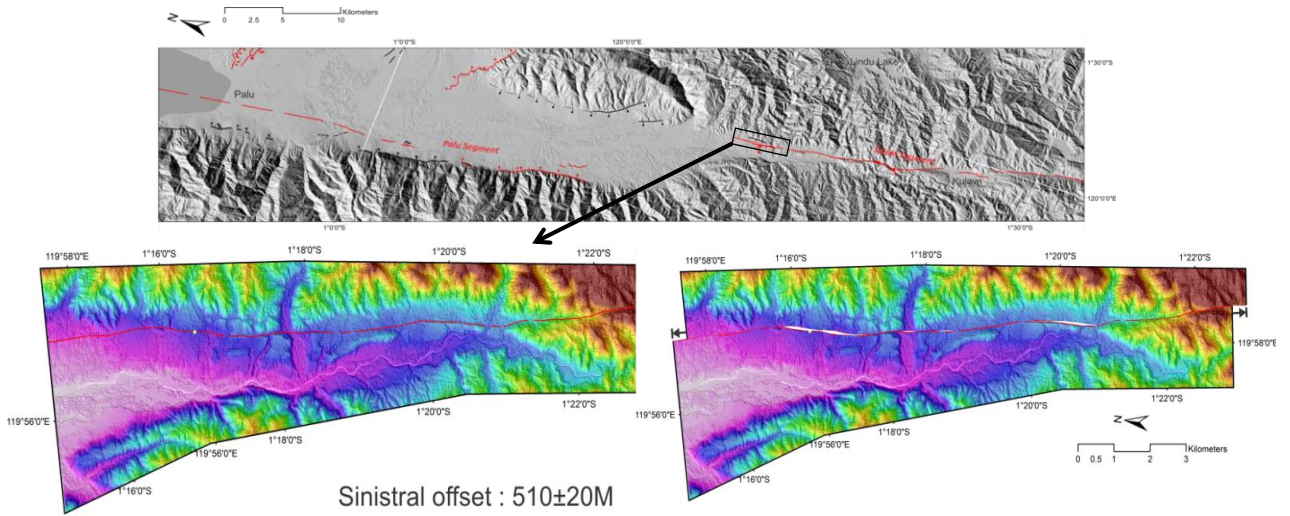 N
0 2.5 5 10
Kilometers
1°0'0"S 120°0'0"E
1°30'0"S
Lindu Lake
Palu
Palu Segment
Kulawe
120°0'0"E
1°0'0"S 1°30'0"S
119°58'0"E 1°16'0"S 1°18'0"S 1°20'0"S 1°22'0"S
119°56'0"E
1°20'0"S 1°22'0"S
1°18'0"S
119°56'0"E
1°16'0"S
Sinistral offset : 510±20M
1°16'0"S 1°18'0"S 1°20'0"S 1°22'0"S
119°58'0"E
119°56'0"E
1°20'0"S 1°22'0"S
1°18'0"S
119°56'0"E
1°16'0"S
N
Kilometers
0 0.5 1 2 3